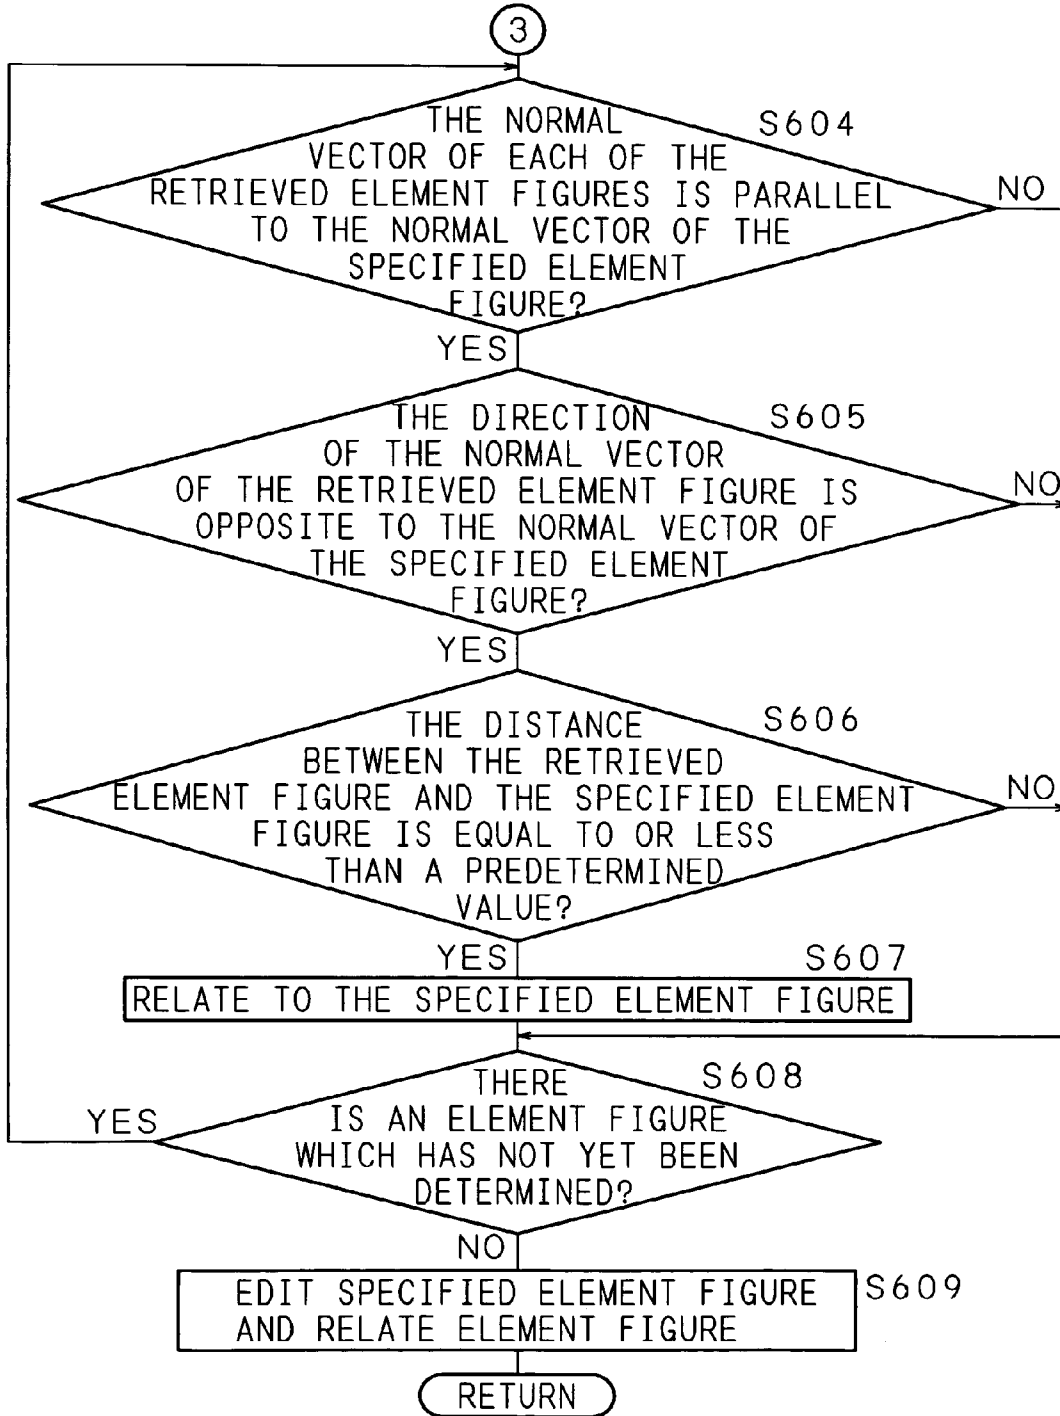 3
THE NORMAL
VECTOR OF EACH OF THE
RETRIEVED ELEMENT FIGURES IS PARALLEL
TO THE NORMAL VECTOR OF THE
SPECIFIED ELEMENT
FIGURE?
S604
NO
YES
THE DIRECTION
OF THE NORMAL VECTOR
OF THE RETRIEVED ELEMENT FIGURE IS
OPPOSITE TO THE NORMAL VECTOR OF
THE SPECIFIED ELEMENT
FIGURE?
S605
NO
YES
THE DISTANCE
BETWEEN THE RETRIEVED
ELEMENT FIGURE AND THE SPECIFIED ELEMENT
FIGURE IS EQUAL TO OR LESS
THAN A PREDETERMINED
VALUE?
S606
NO
YES
S607
RELATE TO THE SPECIFIED ELEMENT FIGURE
THERE
IS AN ELEMENT FIGURE
WHICH HAS NOT YET BEEN
DETERMINED?
S608
YES
NO
EDIT SPECIFIED ELEMENT FIGURE
AND RELATE ELEMENT FIGURE
S609
RETURN